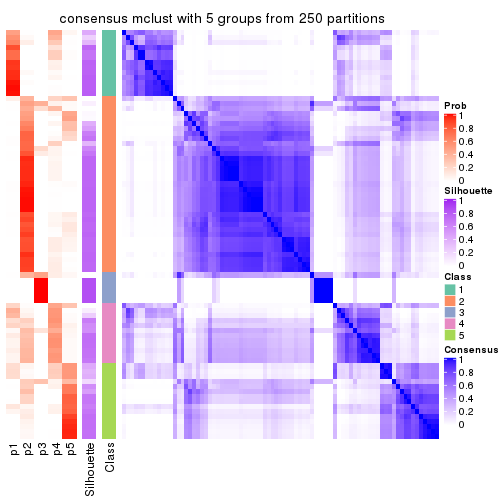 consensus mclust with 5 groups from 250 partitions
Prob
1
0.8
0.6
0.4
0.2
0
Silhouette
1
0.8
0.6
0.4
0.2
0
Class
1
2
3
4
5
Consensus
1
0.8
0.6
0.4
0.2
0
p1
p2
p3
p4
p5
Silhouette
Class